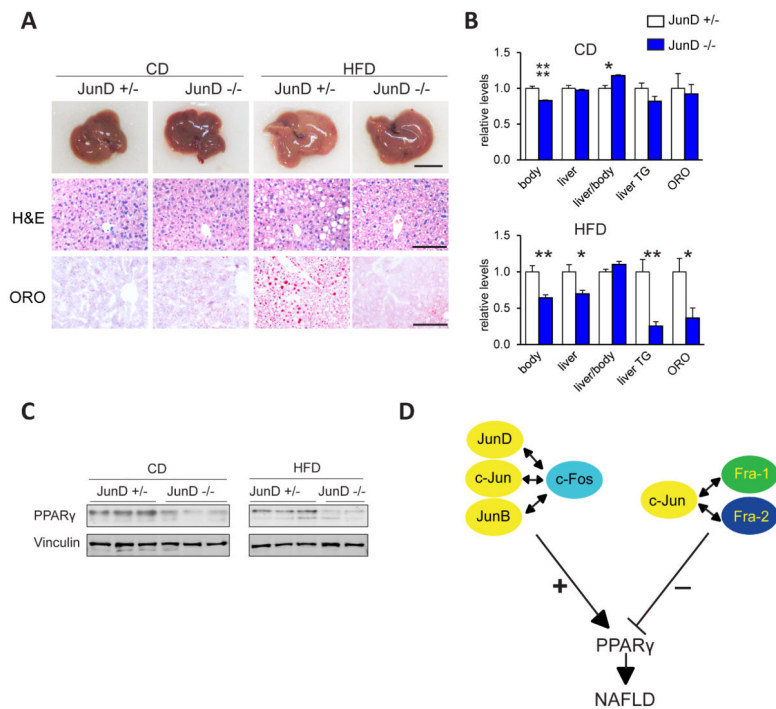 A
CD
HFD
JunD +/-
JunD -/-
JunD +/-
JunD -/-
H&E
ORO
B
JunD +/-
JunD -/-
CD
relative levels
1.5
1.0
0.5
0.0
**
**
*
body
liver
liver/body
liver TG
ORO
HFD
relative levels
1.5
1.0
0.5
0.0
**
*
**
*
body
liver
liver/body
liver TG
ORO
C
CD
HFD
JunD +/-
JunD -/-
JunD +/-
JunD -/-
PPARγ
Vinculin
D
JunD
c-Jun
JunB
c-Fos
c-Jun
Fra-1
Fra-2
+
−
PPARγ
NAFLD